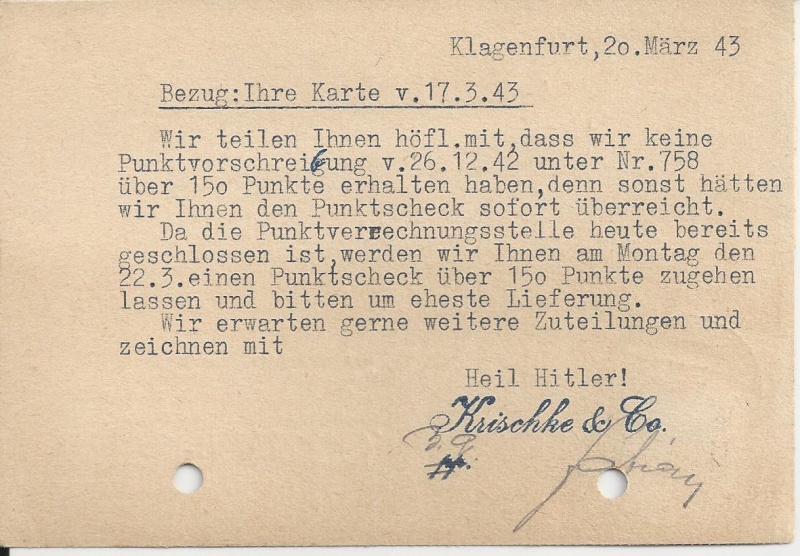 Klagenfurt,2o.März 43
Bezug:Ihre Karte v.17.3.43
Wir teilen Ihnen höfl.mit,dass wir keine
Punktvorschreibung v.26.12.42 unter Nr.758
über 15o Punkte erhalten haben,denn sonst hätten
wir Ihnen den Punktscheck sofort überreicht.
Da die Punktverrechnungsstelle heute bereits
geschlossen ist,werden wir Ihnen am Montag den
22.3.einen Punktscheck über 15o Punkte zugehen
lassen und bitten um eheste Lieferung.
Wir erwarten gerne weitere Zuteilungen und
zeichnen mit
Heil Hitler!
Krischke & Co.